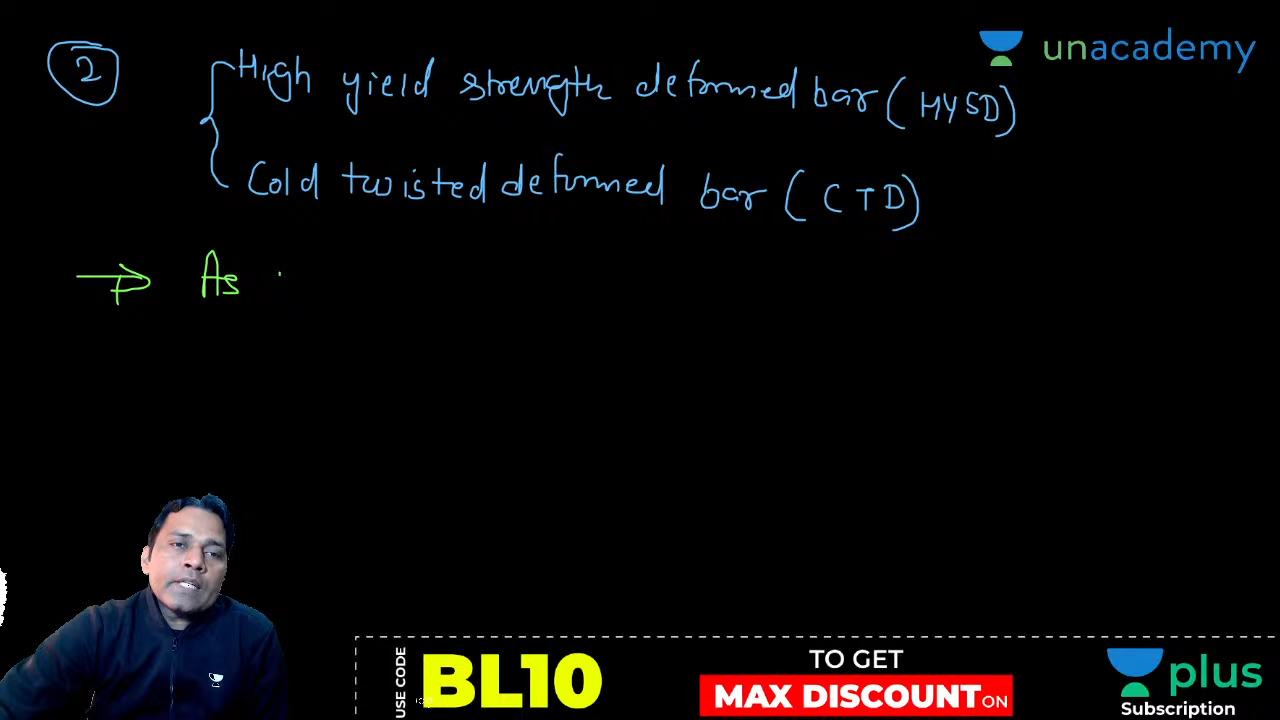 unacademy
2
High yield strength deformed bar (HYSD)
Cold twisted deformed bar (CTD)
As
USE CODE
BL10
TO GET
MAX DISCOUNT ON
plus
Subscription